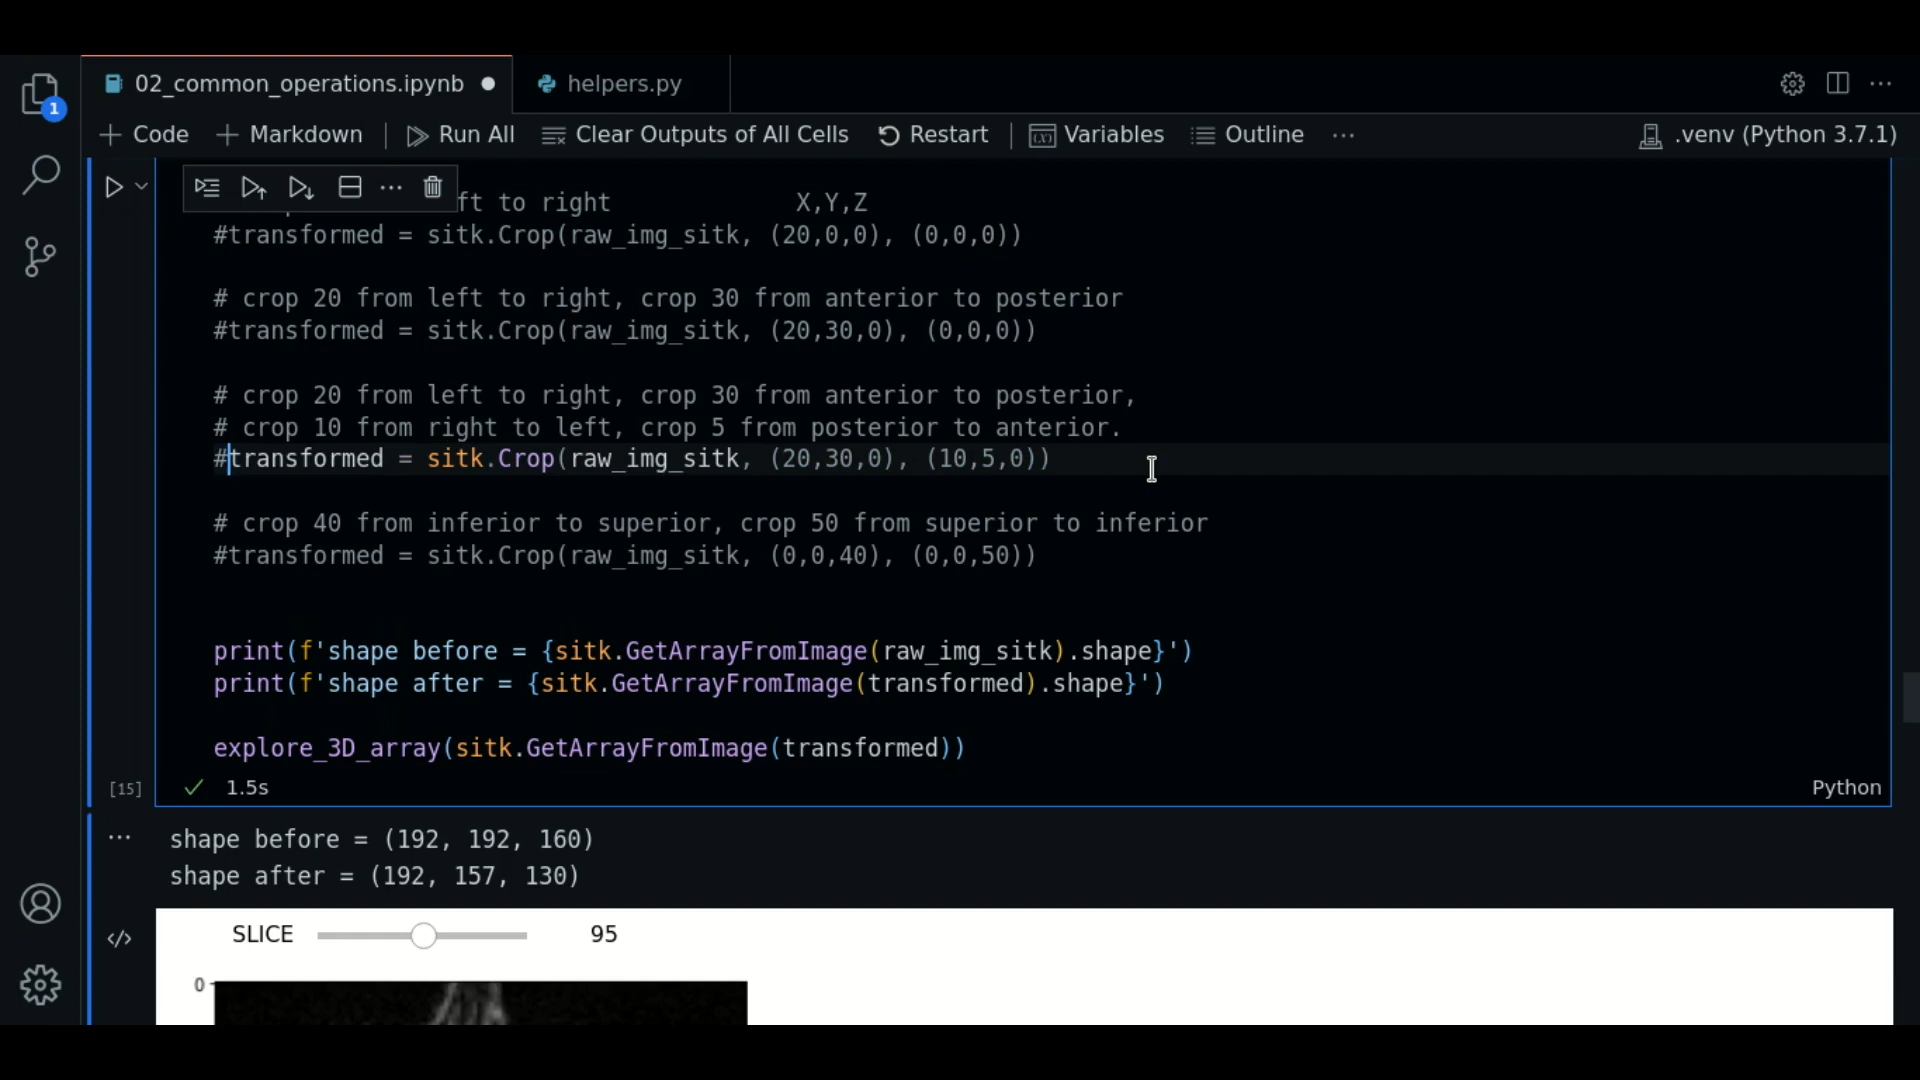 02_common_operations.ipynb
helpers.py
1
Code
Markdown
Run All
Clear Outputs of All Cells
Restart
Variables
Outline
.venv (Python 3.7.1)
ft to right X,Y,Z
#transformed = sitk.Crop(raw_img_sitk, (20,0,0), (0,0,0))
# crop 20 from left to right, crop 30 from anterior to posterior
#transformed = sitk.Crop(raw_img_sitk, (20,30,0), (0,0,0))
# crop 20 from left to right, crop 30 from anterior to posterior,
# crop 10 from right to left, crop 5 from posterior to anterior.
#transformed = sitk.Crop(raw_img_sitk, (20,30,0), (10,5,0))
# crop 40 from inferior to superior, crop 50 from superior to inferior
#transformed = sitk.Crop(raw_img_sitk, (0,0,40), (0,0,50))
print(f'shape before = {sitk.GetArrayFromImage(raw_img_sitk).shape}')
print(f'shape after = {sitk.GetArrayFromImage(transformed).shape}')
explore_3D_array(sitk.GetArrayFromImage(transformed))
[15]
1.5s
Python
shape before = (192, 192, 160)
shape after = (192, 157, 130)
SLICE 95
0